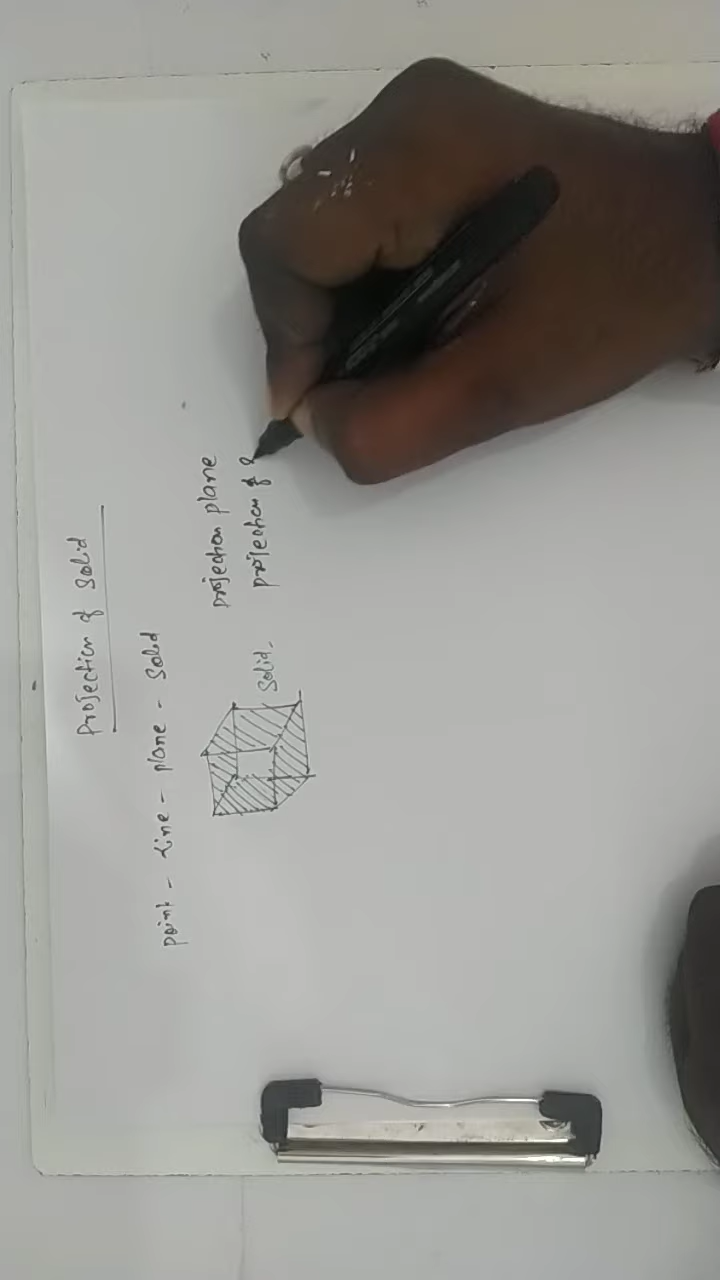 Projection of Solid
point - Line - plane - Solid
projection plane
Solid - projection of